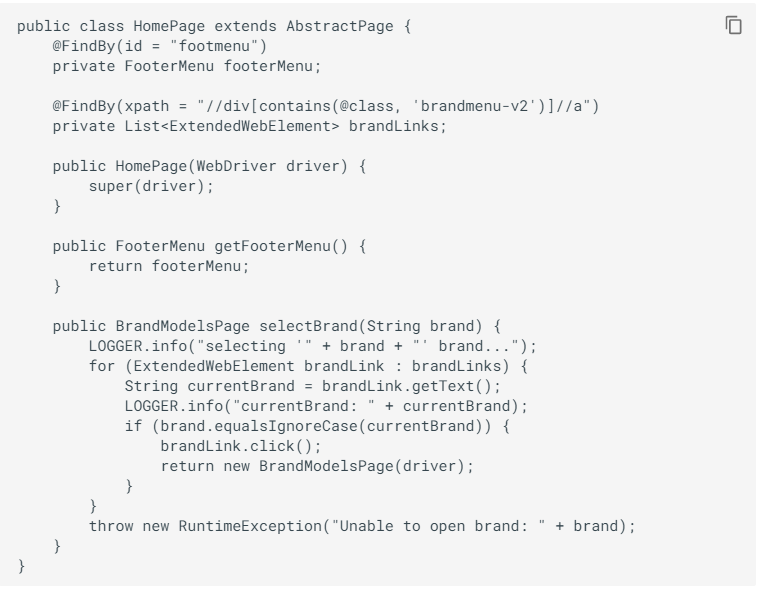 public class HomePage extends AbstractPage {
    @FindBy(id = "footmenu")
    private FooterMenu footerMenu;

    @FindBy(xpath = "//div[contains(@class, 'brandmenu-v2')]//a")
    private List<ExtendedWebElement> brandLinks;

    public HomePage(WebDriver driver) {
        super(driver);
    }

    public FooterMenu getFooterMenu() {
        return footerMenu;
    }

    public BrandModelsPage selectBrand(String brand) {
        LOGGER.info("selecting '" + brand + "' brand...");
        for (ExtendedWebElement brandLink : brandLinks) {
            String currentBrand = brandLink.getText();
            LOGGER.info("currentBrand: " + currentBrand);
            if (brand.equalsIgnoreCase(currentBrand)) {
                brandLink.click();
                return new BrandModelsPage(driver);
            }
        }
        throw new RuntimeException("Unable to open brand: " + brand);
    }
}